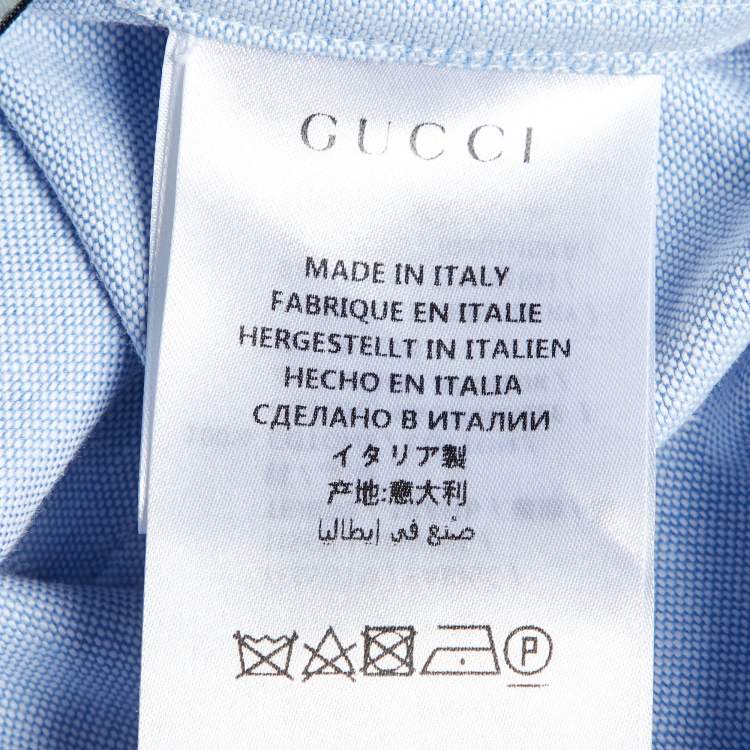 GUCCI
MADE IN ITALY
FABRIQUE EN ITALIE
HERGESTELLT IN ITALIEN
HECHO EN ITALIA
СДЕЛАНО В ИТАЛИИ
イタリア製
产地:意大利
صنع في إيطاليا
P